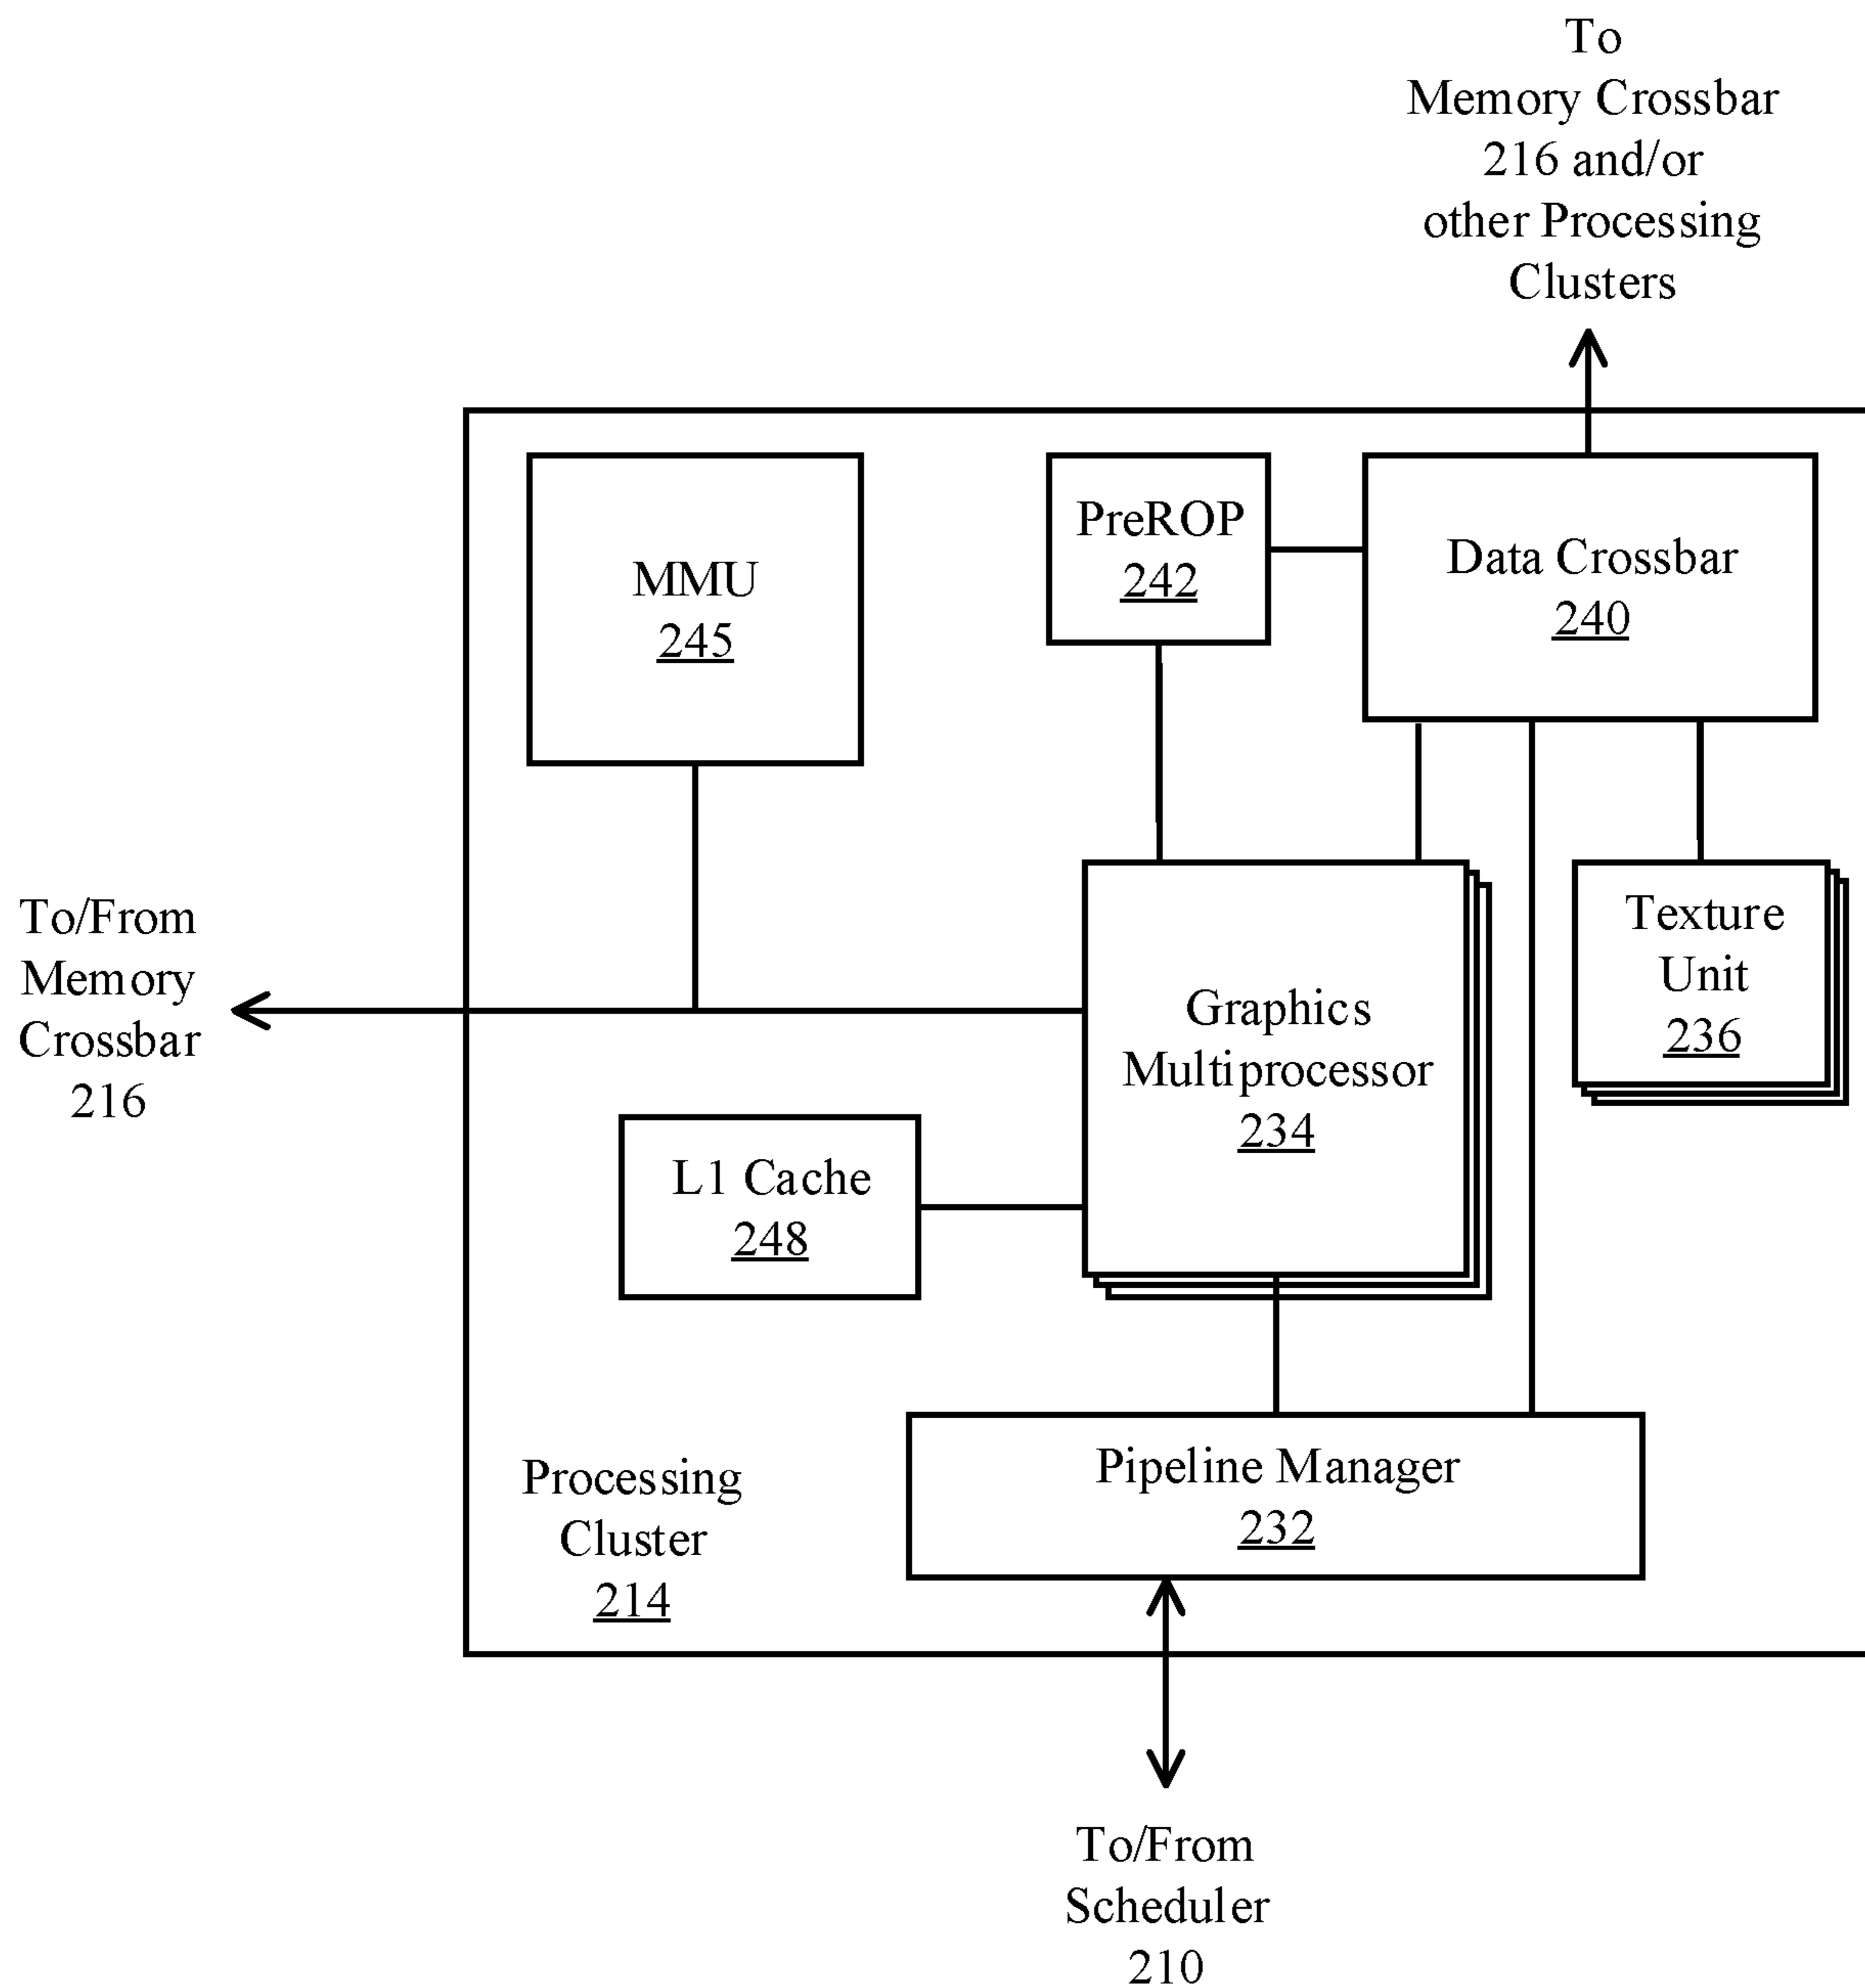 To
Memory Crossbar
216 and/or
other Processing
Clusters
MMU
245
PreROP
242
Data Crossbar
240
To/From
Memory
Crossbar
216
Graphics
Multiprocessor
234
Texture
Unit
236
L1 Cache
248
Pipeline Manager
232
Processing
Cluster
214
To/From
Scheduler
210